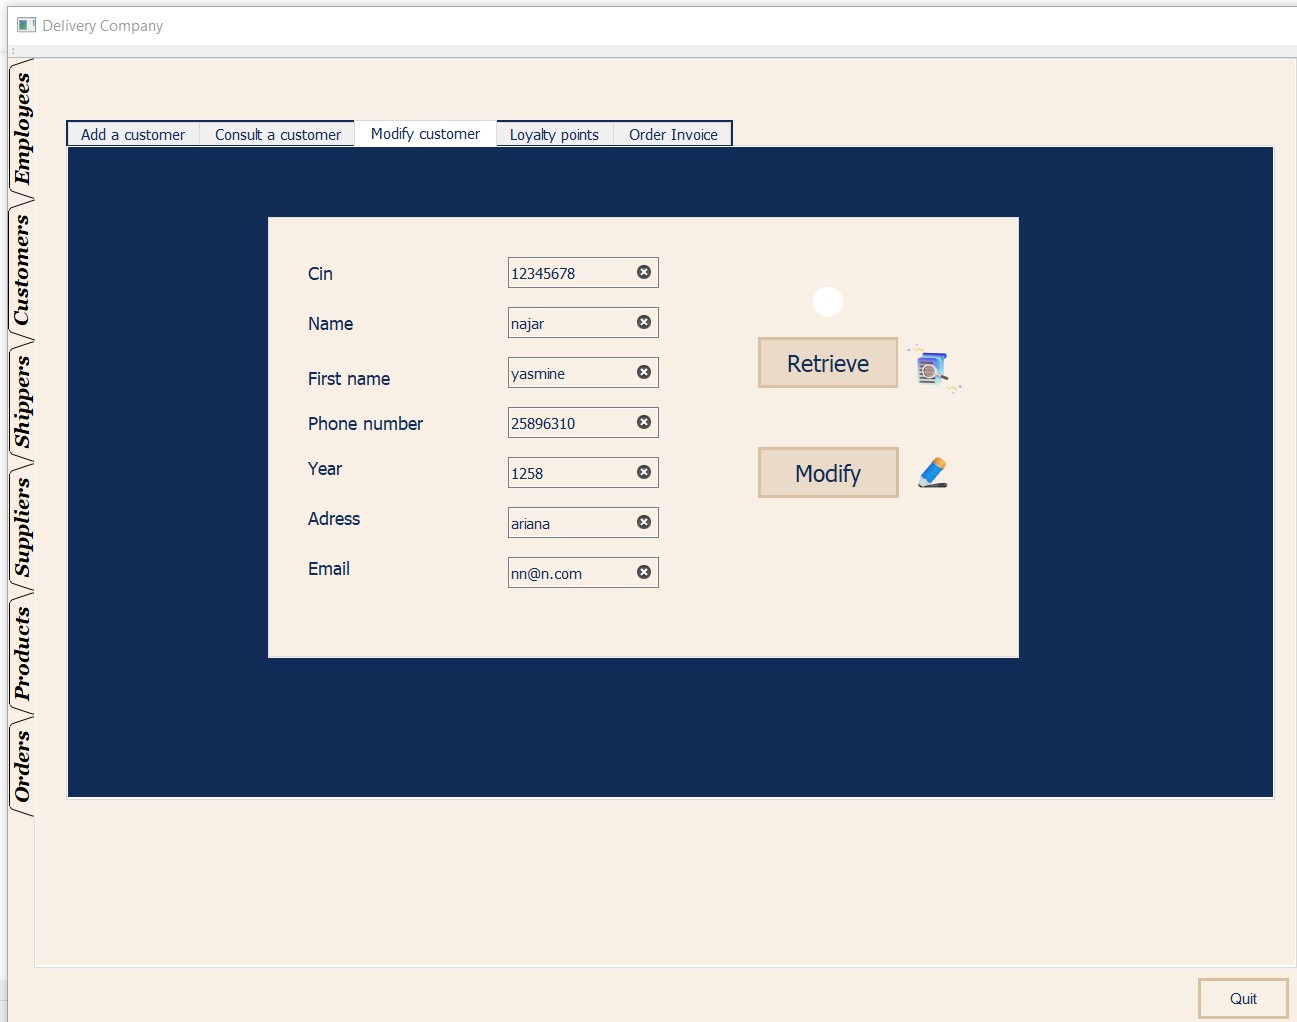 Delivery Company
Employees
Customers
Shippers
Suppliers
Products
Orders
Add a customer
Consult a customer
Modify customer
Loyalty points
Order Invoice
Cin
12345678
Name
najar
First name
yasmine
Phone number
25896310
Year
1258
Adress
ariana
Email
nn@n.com
Retrieve
Modify
Quit